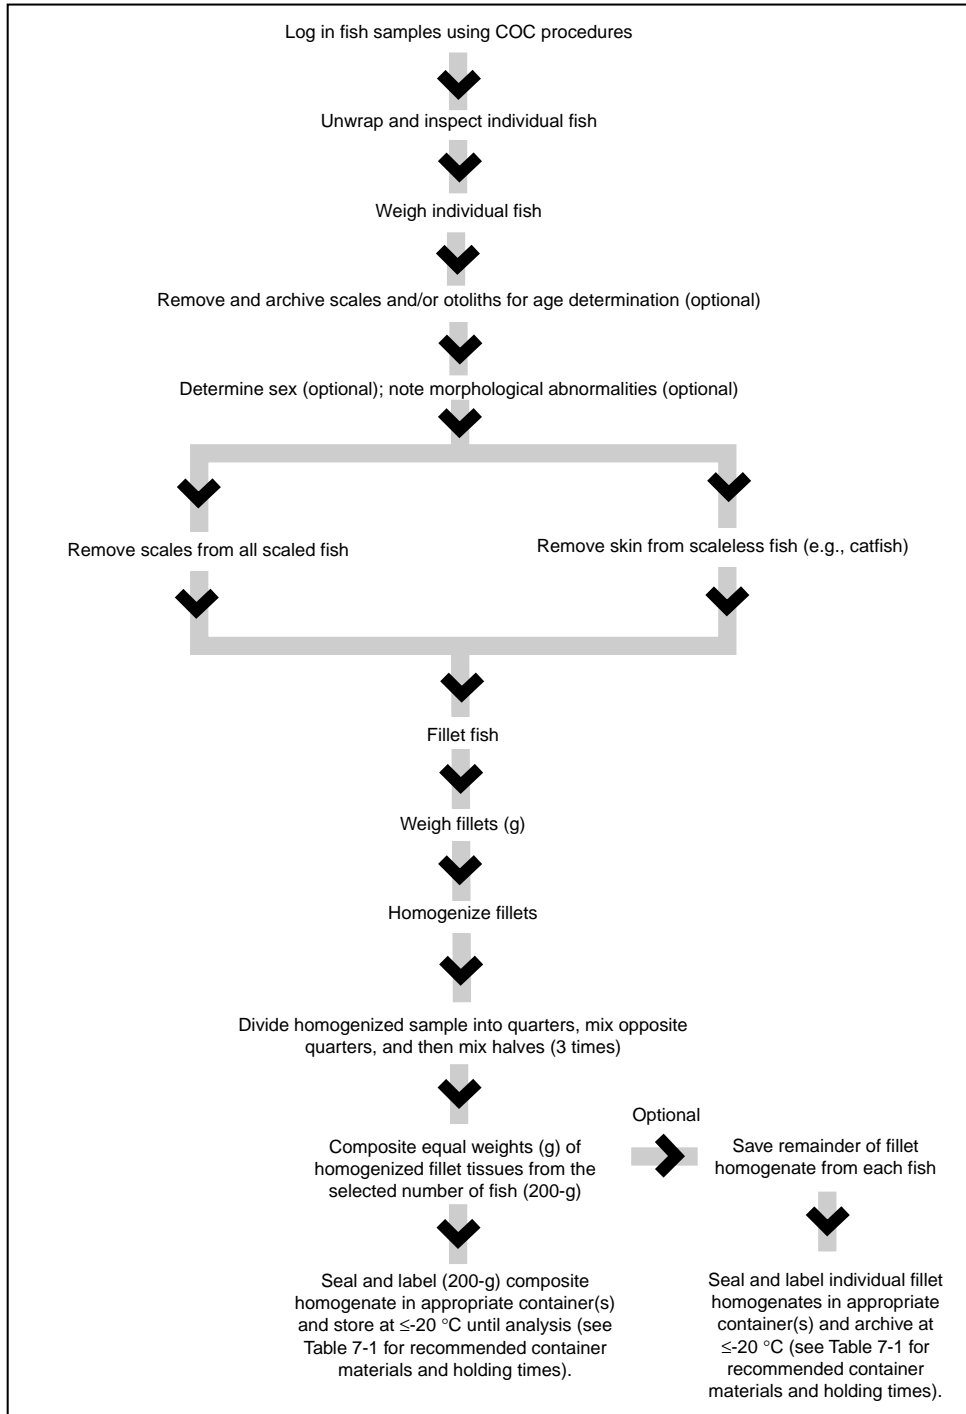 Log in fish samples using COC procedures
Unwrap and inspect individual fish
Weigh individual fish
Remove and archive scales and/or otoliths for age determination (optional)
Determine sex (optional); note morphological abnormalities (optional)
Remove scales from all scaled fish
Remove skin from scaleless fish (e.g., catfish)
Fillet fish
Weigh fillets (g)
Homogenize fillets
Divide homogenized sample into quarters, mix opposite
quarters, and then mix halves (3 times)
Composite equal weights (g) of
homogenized fillet tissues from the
selected number of fish (200-g)
Optional
Save remainder of fillet
homogenate from each fish
Seal and label (200-g) composite
homogenate in appropriate container(s)
and store at ≤-20 °C until analysis (see
Table 7-1 for recommended container
materials and holding times).
Seal and label individual fillet
homogenates in appropriate
container(s) and archive at
≤-20 °C (see Table 7-1 for
recommended container
materials and holding times).